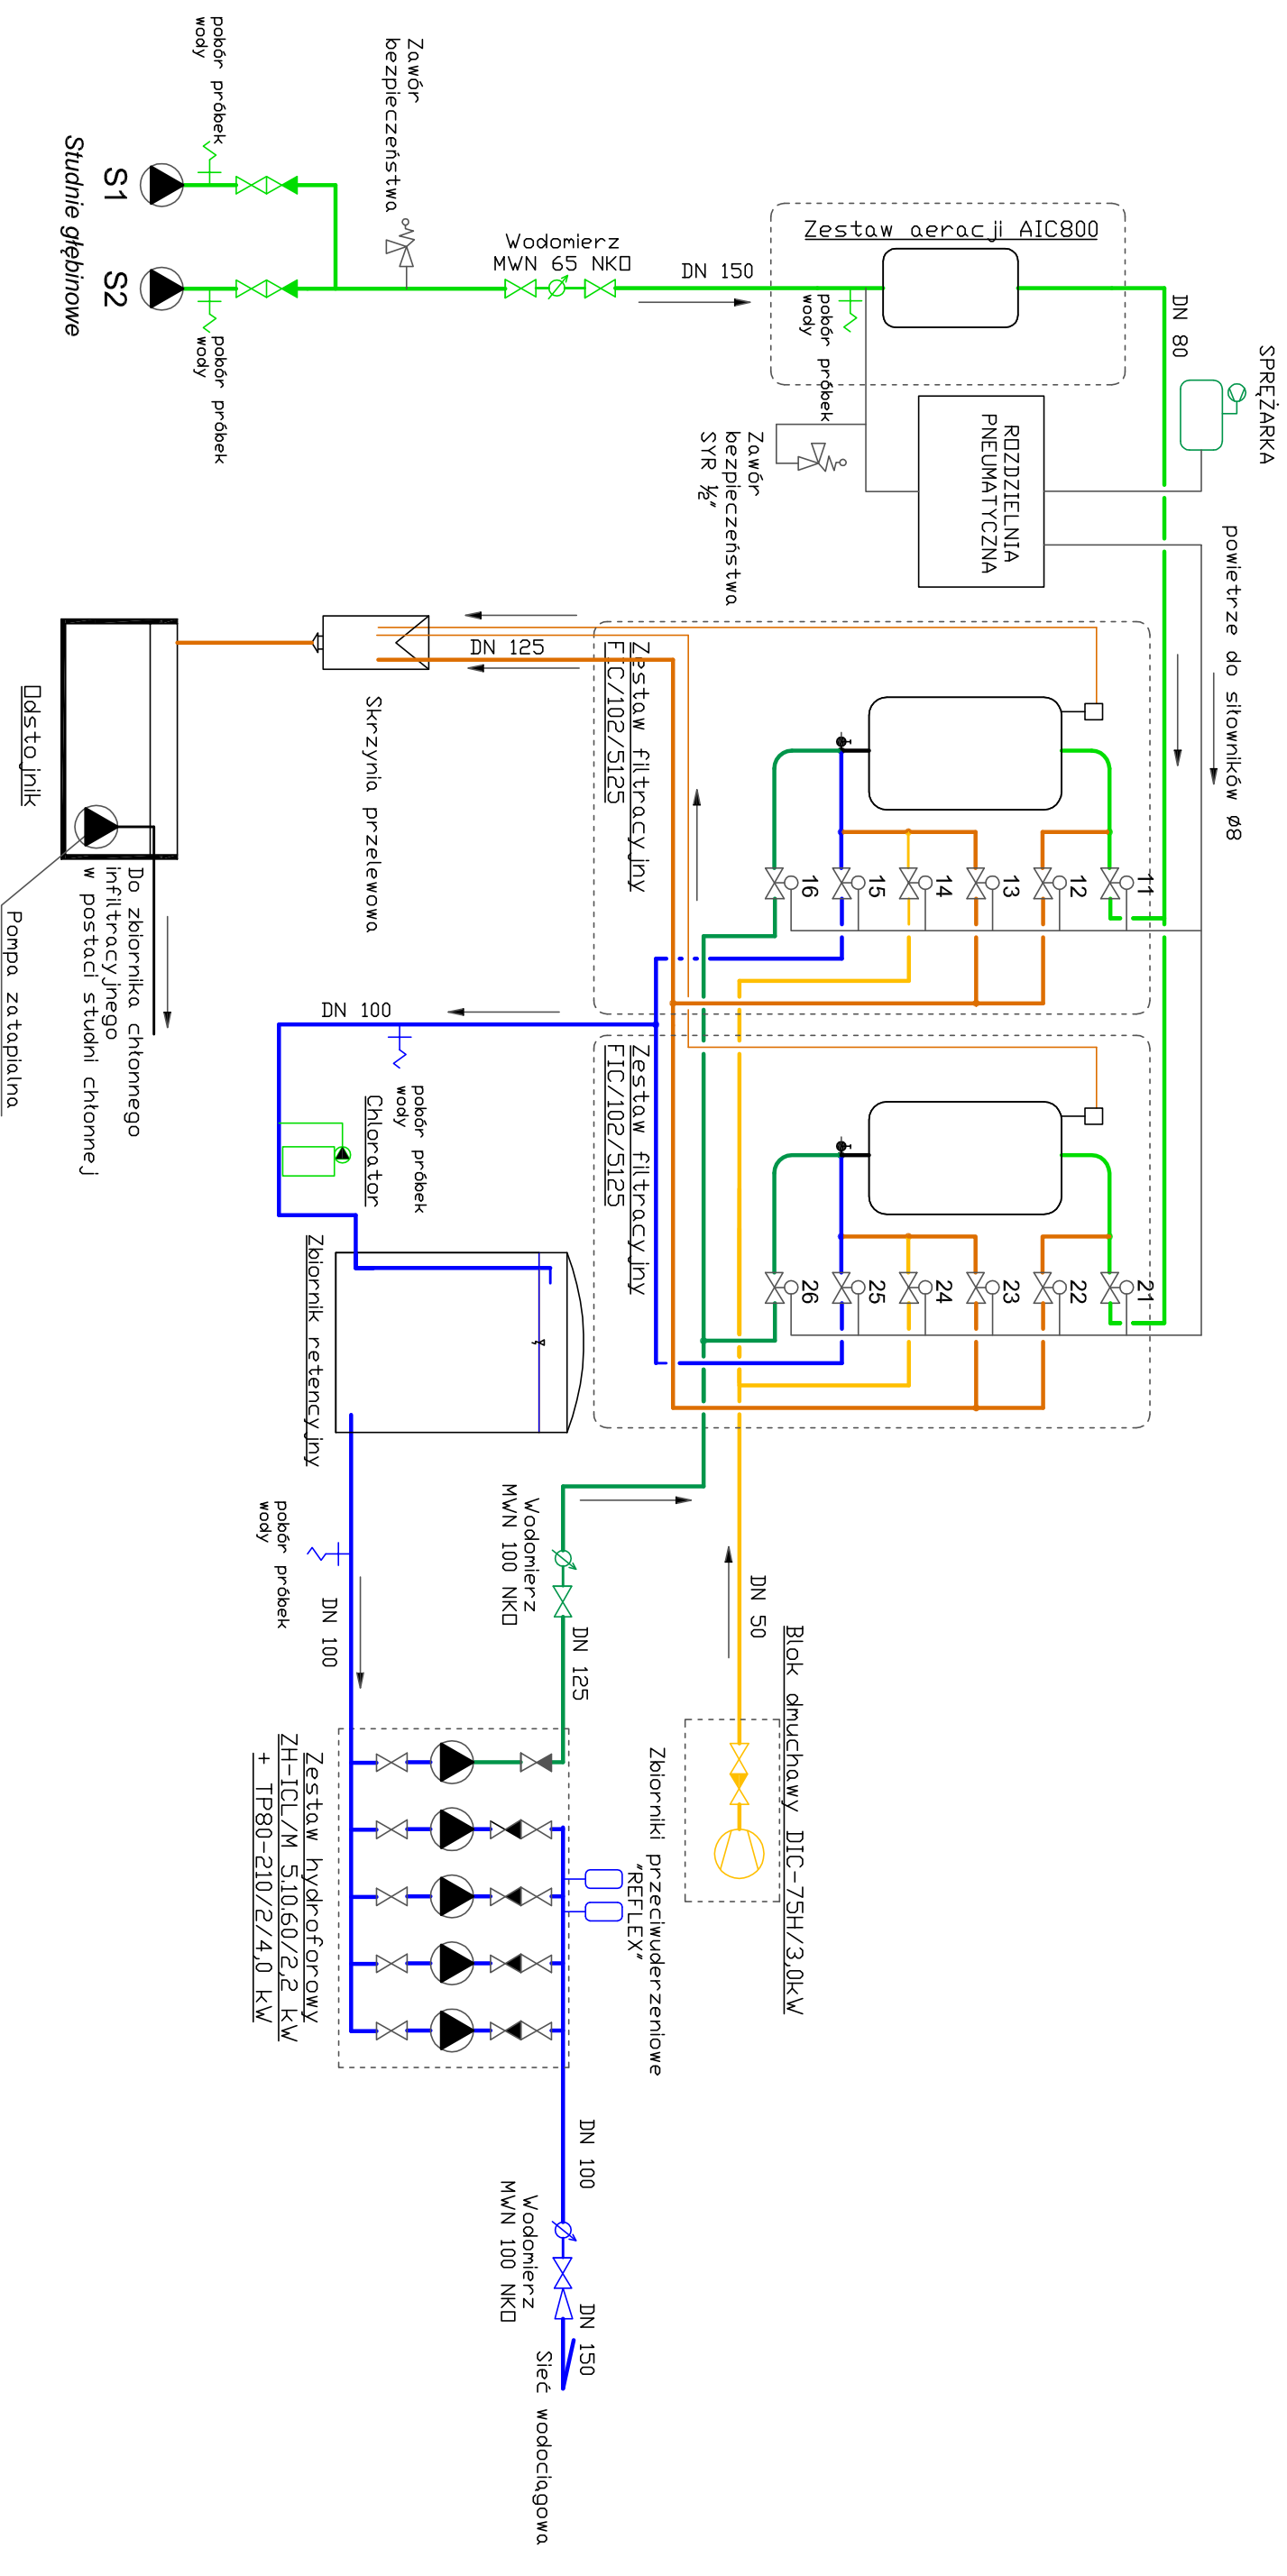 SPRĘŻARKA
powietrze do siłowników ø8
DN 80
Zestaw aeracji AIC800
ROZDZIELNIA
PNEUMATYCZNA
pobór próbek
wody
Zawór
bezpieczeństwa
SYR ½"
DN 150
Wodomierz
MWN 65 NKO
Zawór
bezpieczeństwa
pobór próbek
wody
pobór próbek
wody
S1
S2
Studnie głębinowe
11
12
13
14
15
16
Zestaw filtracyjny
FIC/102/5125
21
22
23
24
25
26
Zestaw filtracyjny
FIC/102/5125
DN 125
Skrzynia przelewowa
Odstojnik
Do zbiornika chłonnego
infiltracyjnego
w postaci studni chłonnej
Pompa zatapialna
DN 100
pobór próbek
wody
Chlorator
Zbiornik retencyjny
pobór próbek
wody
DN 100
Wodomierz
MWN 100 NKO
DN 125
DN 50
Blok dmuchawy DIC-75H/3,0kW
Zbiorniki przeciwuderzeniowe
"REFLEX"
Zestaw hydroforowy
ZH-ICL/M 5.10.60/2,2 kW
+ TP80-210/2/4,0 kW
DN 100
Wodomierz
MWN 100 NKO
DN 150
Sieć wodociągowa